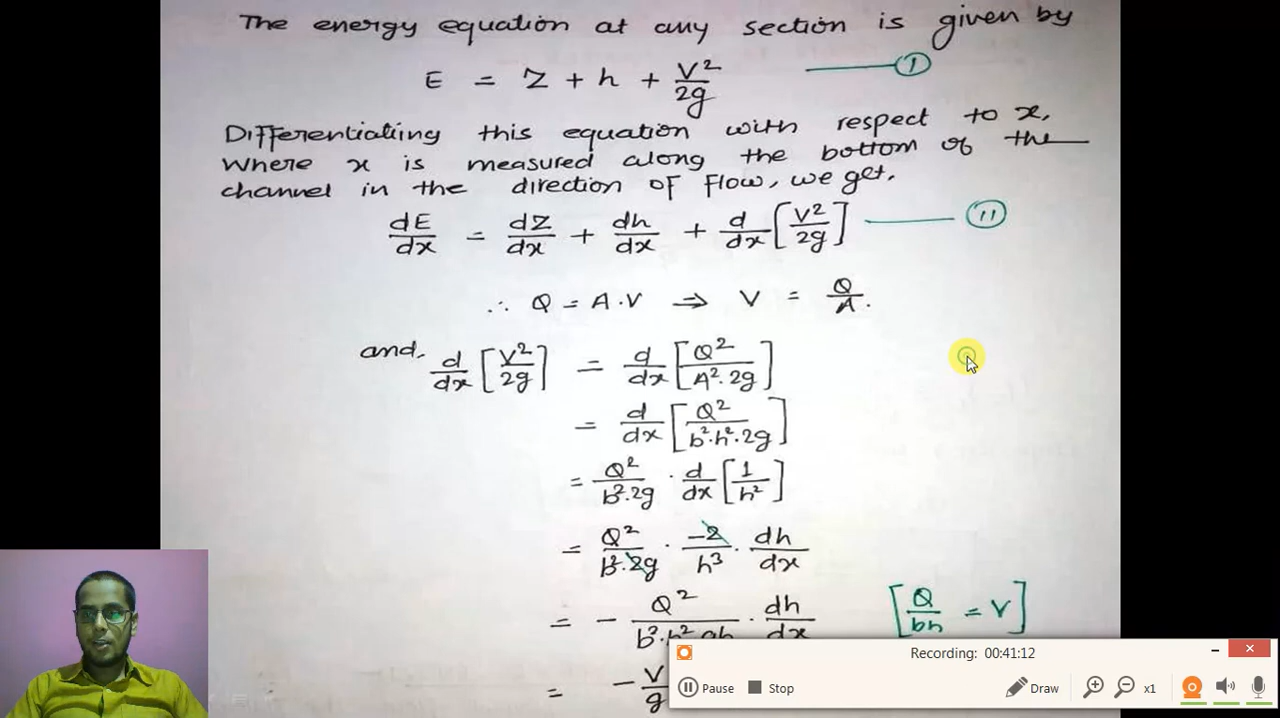 The energy equation at any section is given by
E = Z + h + V²/2g ——— (I)
Differentiating this equation with respect to x,
Where x is measured along the bottom of the
channel in the direction of flow, we get,
dE/dx = dZ/dx + dh/dx + d/dx [V²/2g] ——— (II)
∴ Q = A·V ⇒ V = Q/A.
and, d/dx [V²/2g] = d/dx [Q²/A²·2g]
= d/dx [Q²/b²·h²·2g]
= Q²/b²·2g · d/dx [1/h²]
= Q²/b²·2g · -2/h³ · dh/dx
= - Q²/b²·h²·gh · dh/dx [Q/bh = V]
= - V
g
Recording: 00:41:12
Pause Stop Draw x1